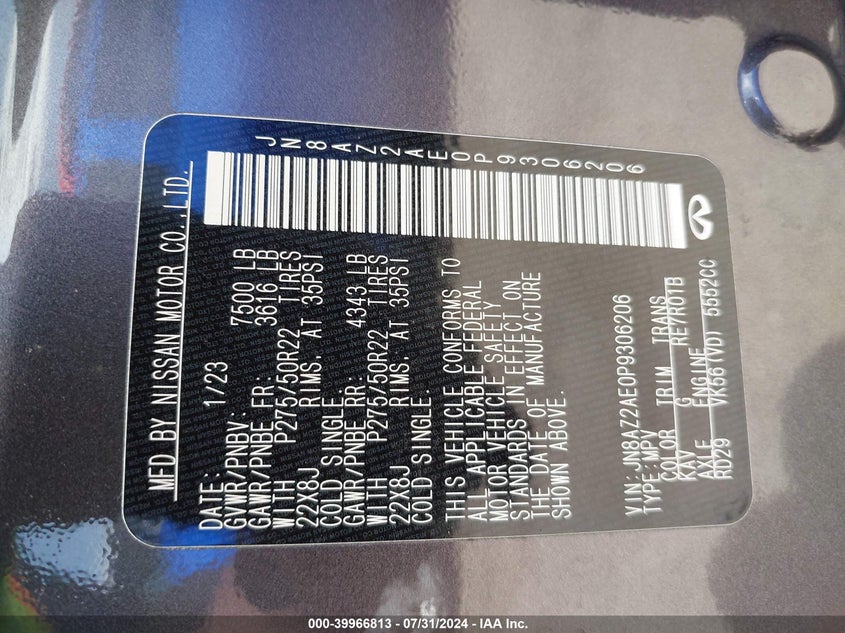 MFD BY NISSAN MOTOR CO.,LTD.
JN8AZ2AE0P9306206
DATE: 1/23
GVWR/PNBV: 7500 LB
GAWR/PNBE FR: 3616 LB
WITH P275/50R22 TIRES
22X8J RIMS. AT 35PSI
COLD SINGLE.
GAWR/PNBE RR: 4343 LB
WITH P275/50R22 TIRES
22X8J RIMS. AT 35PSI
COLD SINGLE.
THIS VEHICLE CONFORMS TO
ALL APPLICABLE FEDERAL
MOTOR VEHICLE SAFETY
STANDARDS IN EFFECT ON
THE DATE OF MANUFACTURE
SHOWN ABOVE.
VIN:JN8AZ2AE0P9306206
TYPE:MPV
COLOR TRIM TRANS
KAV G RE7R01B
AXLE ENGINE
RD29 VK56(VD) 5552CC
000-39966813 / 07/31/2024 - IAA Inc.